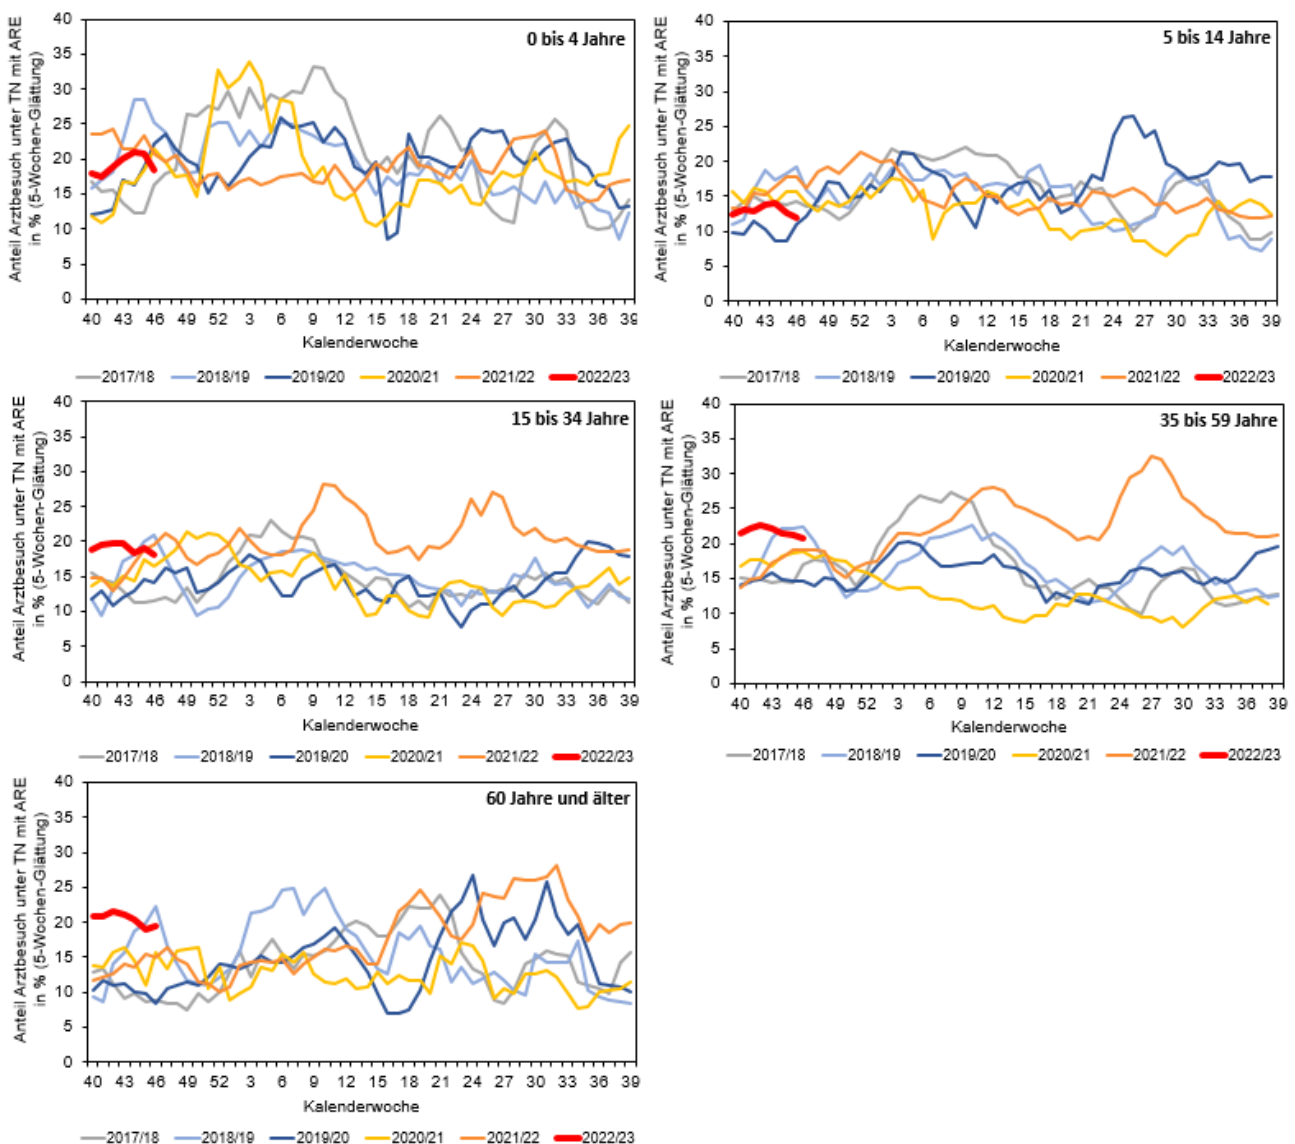 0 bis 4 Jahre
Anteil Arztbesuch unter TN mit ARE
in % (5-Wochen-Glättung)
40
35
30
25
20
15
10
5
0
40 43 46 49 52 3 6 9 12 15 18 21 24 27 30 33 36 39
Kalenderwoche
2017/18 2018/19 2019/20 2020/21 2021/22 2022/23
5 bis 14 Jahre
Anteil Arztbesuch unter TN mit ARE
in % (5-Wochen-Glättung)
40
35
30
25
20
15
10
5
0
40 43 46 49 52 3 6 9 12 15 18 21 24 27 30 33 36 39
Kalenderwoche
2017/18 2018/19 2019/20 2020/21 2021/22 2022/23
15 bis 34 Jahre
Anteil Arztbesuch unter TN mit ARE
in % (5-Wochen-Glättung)
40
35
30
25
20
15
10
5
0
40 43 46 49 52 3 6 9 12 15 18 21 24 27 30 33 36 39
Kalenderwoche
2017/18 2018/19 2019/20 2020/21 2021/22 2022/23
35 bis 59 Jahre
Anteil Arztbesuch unter TN mit ARE
in % (5-Wochen-Glättung)
40
35
30
25
20
15
10
5
0
40 43 46 49 52 3 6 9 12 15 18 21 24 27 30 33 36 39
Kalenderwoche
2017/18 2018/19 2019/20 2020/21 2021/22 2022/23
60 Jahre und älter
Anteil Arztbesuch unter TN mit ARE
in % (5-Wochen-Glättung)
40
35
30
25
20
15
10
5
0
40 43 46 49 52 3 6 9 12 15 18 21 24 27 30 33 36 39
Kalenderwoche
2017/18 2018/19 2019/20 2020/21 2021/22 2022/23